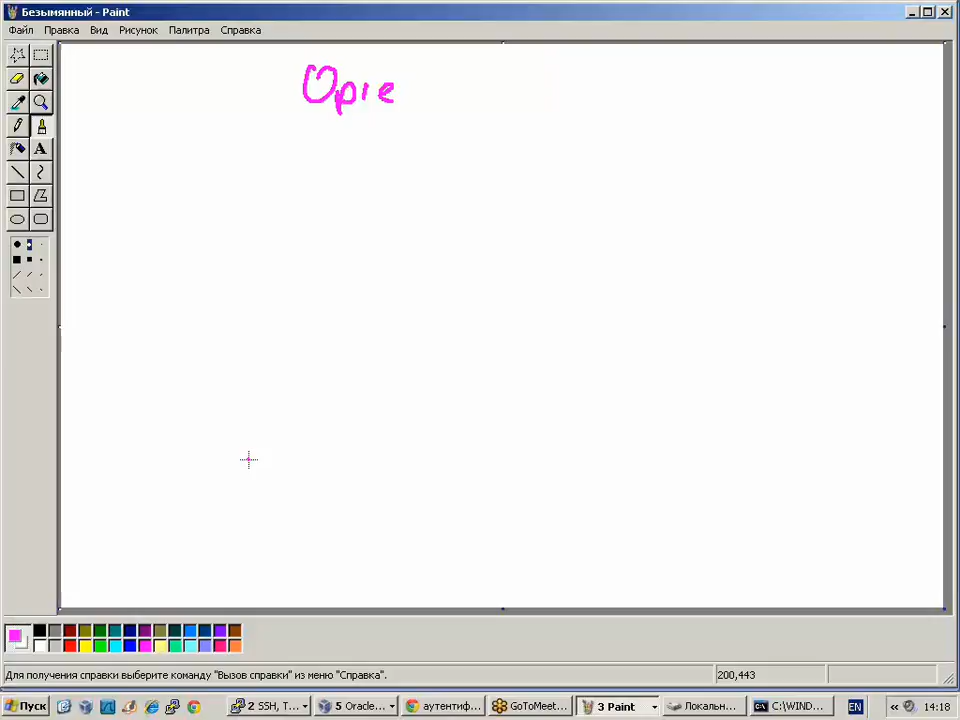 Безымянный - Paint
Файл Правка Вид Рисунок Палитра Справка
Opie
A
Для получения справки выберите команду "Вызов справки" из меню "Справка".
200,443
Пуск
2 SSH, T...
5 Oracle...
аутентиф...
GoToMeet...
3 Paint
Локальн...
C:\WIND...
EN
14:18